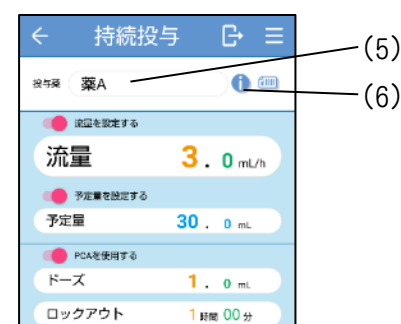 持続投与
(5)
投与薬 薬A
(6)
流量を設定する
流量 3. 0 mL/h
予定量を設定する
予定量 30. 0 mL
PCAを使用する
ドーズ 1. 0 mL
ロックアウト 1 時間 00 分